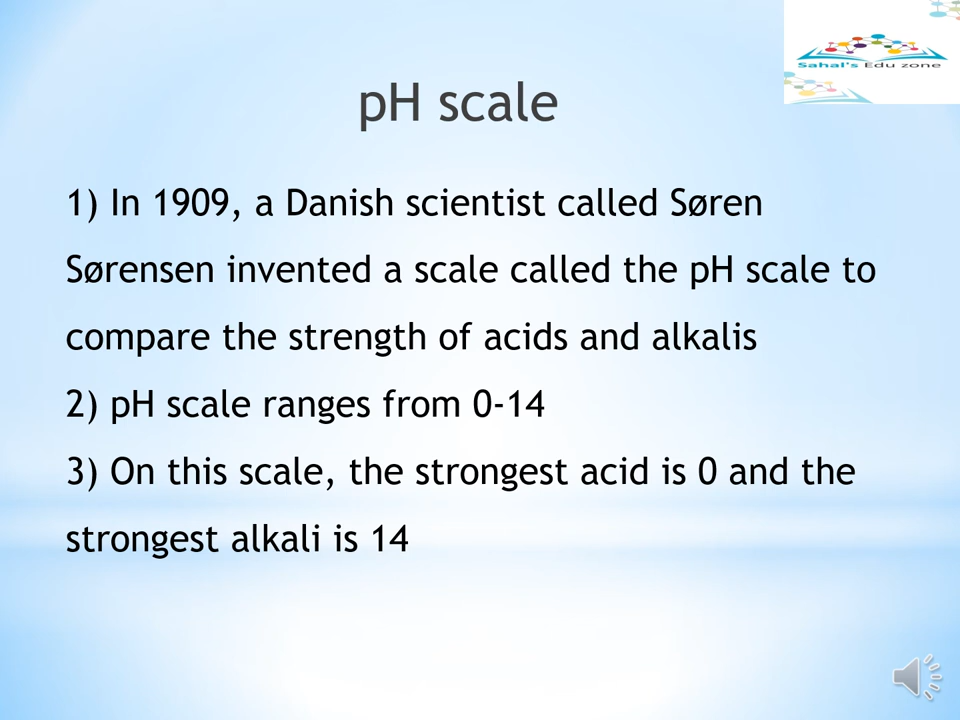 Sahal's Edu zone
pH scale
1) In 1909, a Danish scientist called Søren
Sørensen invented a scale called the pH scale to
compare the strength of acids and alkalis
2) pH scale ranges from 0-14
3) On this scale, the strongest acid is 0 and the
strongest alkali is 14